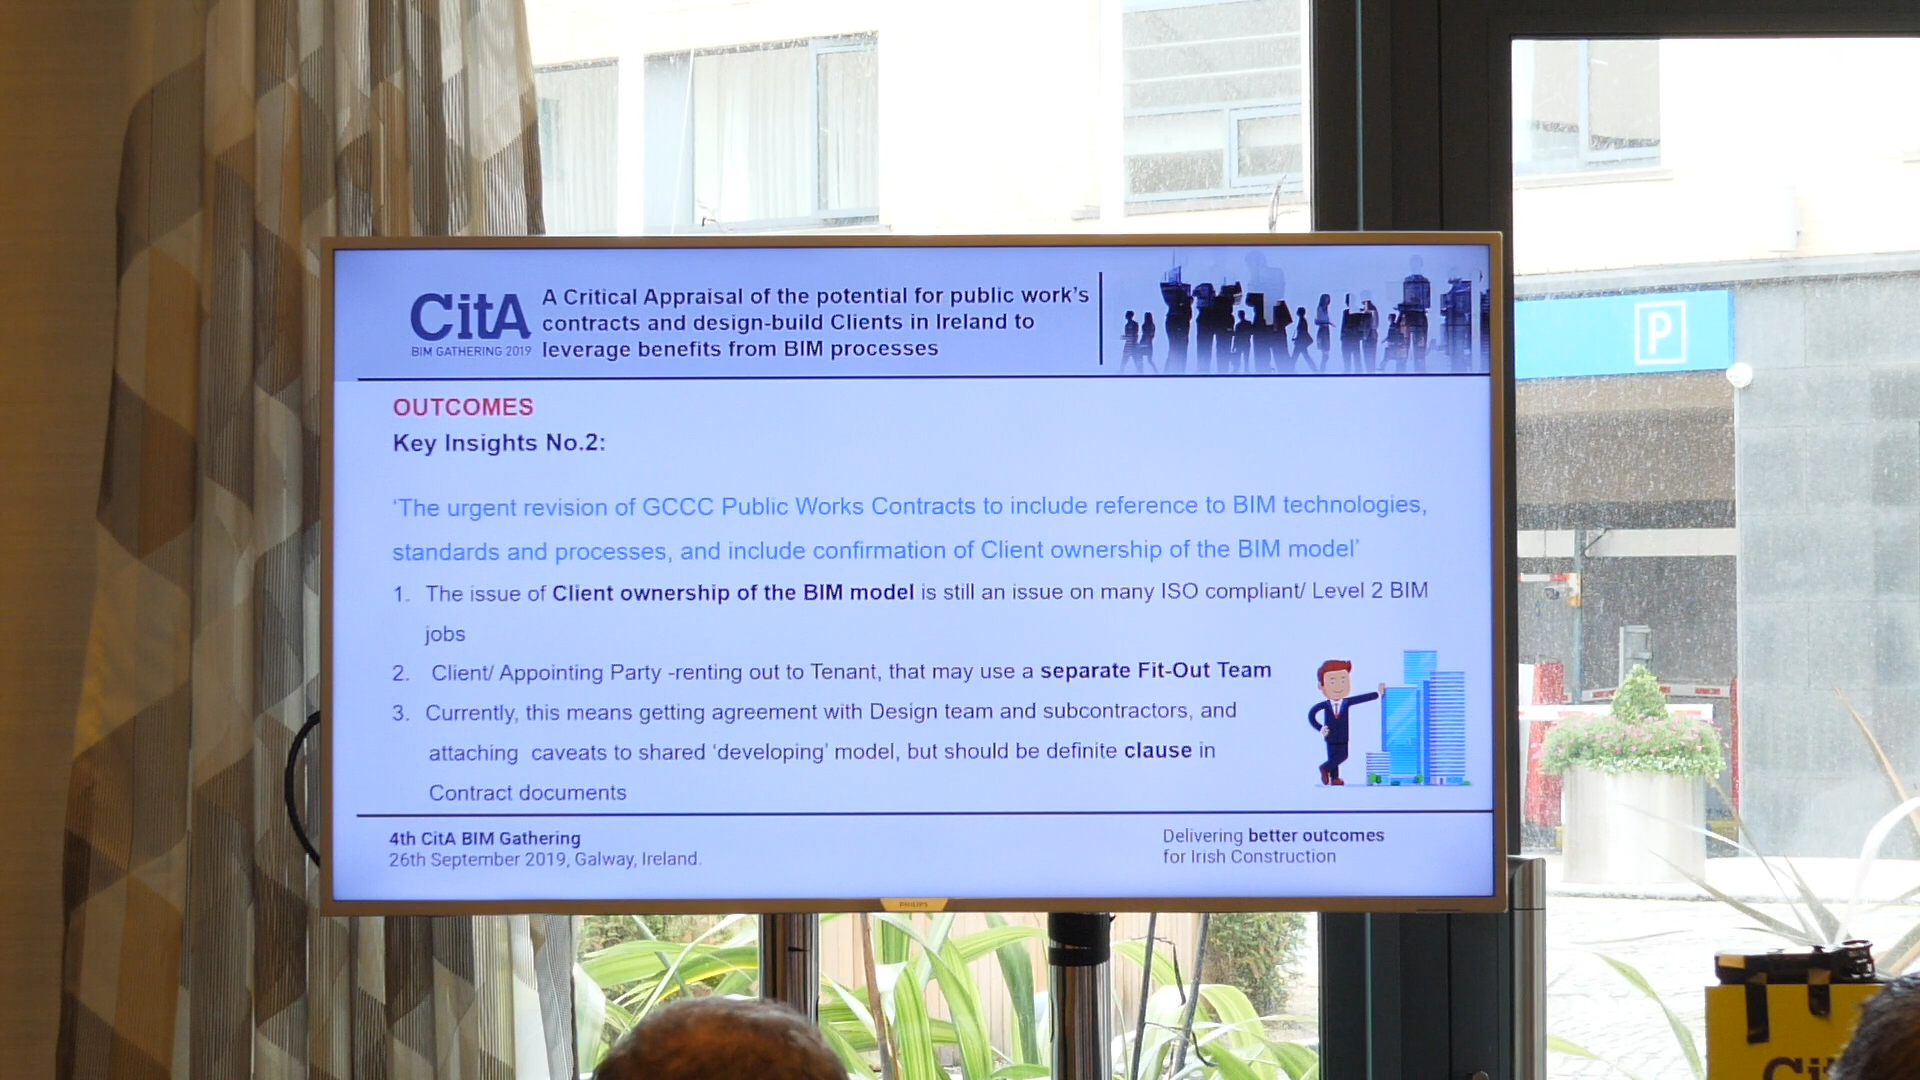 CitA
BIM GATHERING 2019
A Critical Appraisal of the potential for public work's
contracts and design-build Clients in Ireland to
leverage benefits from BIM processes
P
OUTCOMES
Key Insights No.2:
'The urgent revision of GCCC Public Works Contracts to include reference to BIM technologies,
standards and processes, and include confirmation of Client ownership of the BIM model'
1. The issue of Client ownership of the BIM model is still an issue on many ISO compliant/ Level 2 BIM
jobs
2. Client/ Appointing Party -renting out to Tenant, that may use a separate Fit-Out Team
3. Currently, this means getting agreement with Design team and subcontractors, and
attaching caveats to shared 'developing' model, but should be definite clause in
Contract documents
4th CitA BIM Gathering
26th September 2019, Galway, Ireland.
Delivering better outcomes
for Irish Construction
PHILIPS